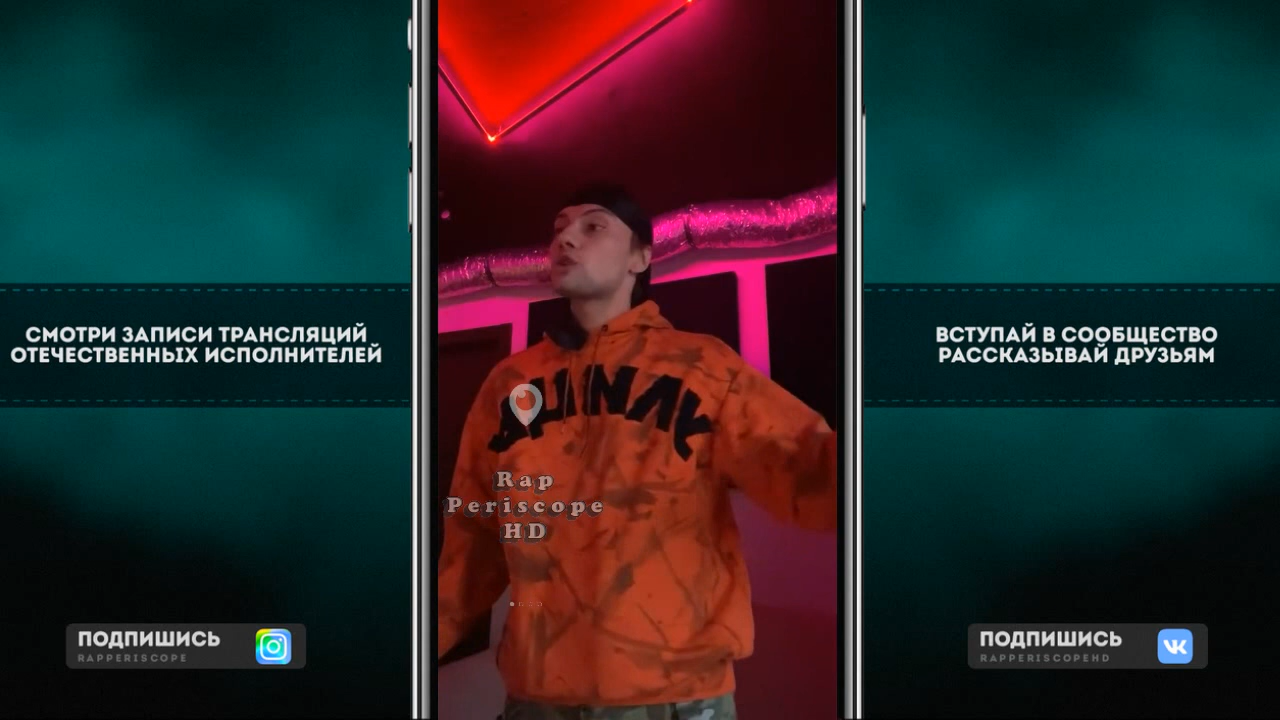 СМОТРИ ЗАПИСИ ТРАНСЛЯЦИЙ
ОТЕЧЕСТВЕННЫХ ИСПОЛНИТЕЛЕЙ
ВСТУПАЙ В СООБЩЕСТВО
РАССКАЗЫВАЙ ДРУЗЬЯМ
Rap
Periscope
HD
ПОДПИШИСЬ
RAPPERISCOPE
ПОДПИШИСЬ
RAPPERISCOPEHD